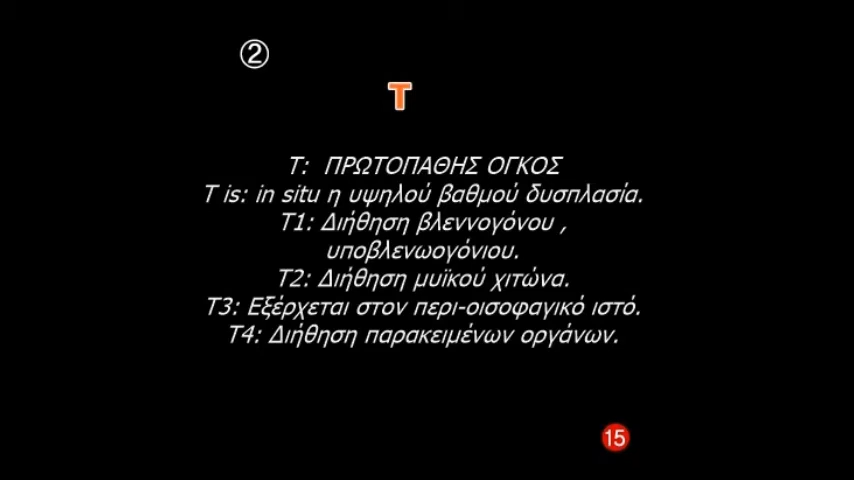 ②
T
T: ΠΡΩΤΟΠΑΘΗΣ ΟΓΚΟΣ
T is: in situ η υψηλού βαθμού δυσπλασία.
T1: Διήθηση βλεννογόνου ,
υποβλενωογόνιου.
T2: Διήθηση μυϊκού χιτώνα.
T3: Εξέρχεται στον περι-οισοφαγικό ιστό.
T4: Διήθηση παρακειμένων οργάνων.
15